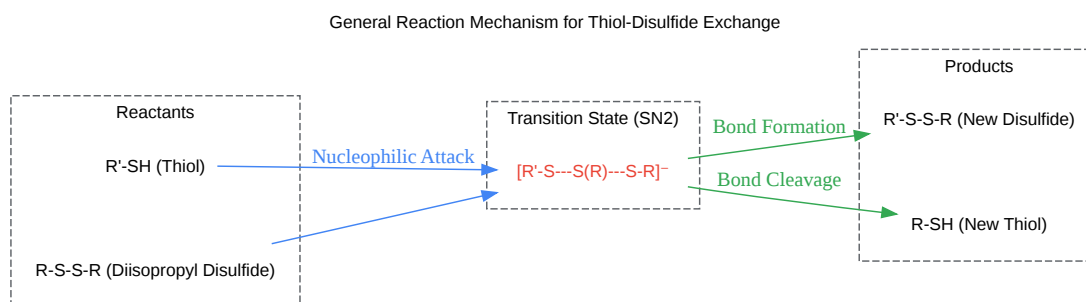 General Reaction Mechanism for Thiol-Disulfide Exchange
Reactants
R'-SH (Thiol)
R-S-S-R (Diisopropyl Disulfide)
Nucleophilic Attack
Transition State (SN2)
[R'-S---S(R)---S-R]⁻
Bond Formation
Bond Cleavage
Products
R'-S-S-R (New Disulfide)
R-SH (New Thiol)